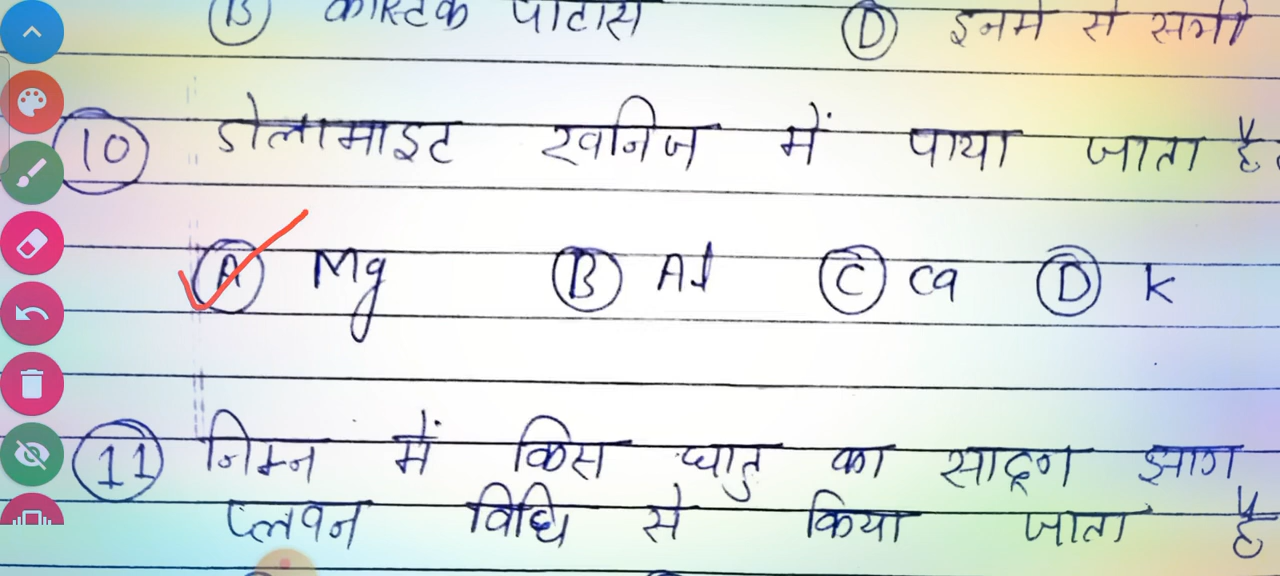 (B) कास्टिक पोटाश (D) इनमें से सभी
(10) डोलामाइट खनिज में पाया जाता है
(A) Mg (B) Al (C) Ca (D) K
(11) निम्न में किस धातु का सांद्रण झाग
प्लवन विधि से किया जाता है